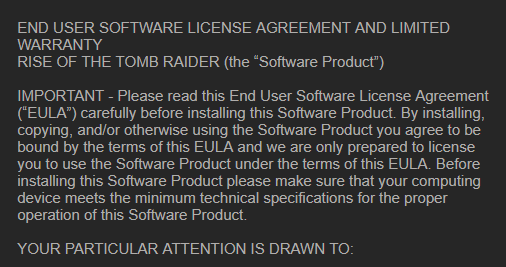 END USER SOFTWARE LICENSE AGREEMENT AND LIMITED
WARRANTY
RISE OF THE TOMB RAIDER (the “Software Product”)
IMPORTANT - Please read this End User Software License Agreement
(“EULA”) carefully before installing this Software Product. By installing,
copying, and/or otherwise using the Software Product you agree to be
bound by the terms of this EULA and we are only prepared to license
you to use the Software Product under the terms of this EULA. Before
installing this Software Product please make sure that your computing
device meets the minimum technical specifications for the proper
operation of this Software Product.
YOUR PARTICULAR ATTENTION IS DRAWN TO: